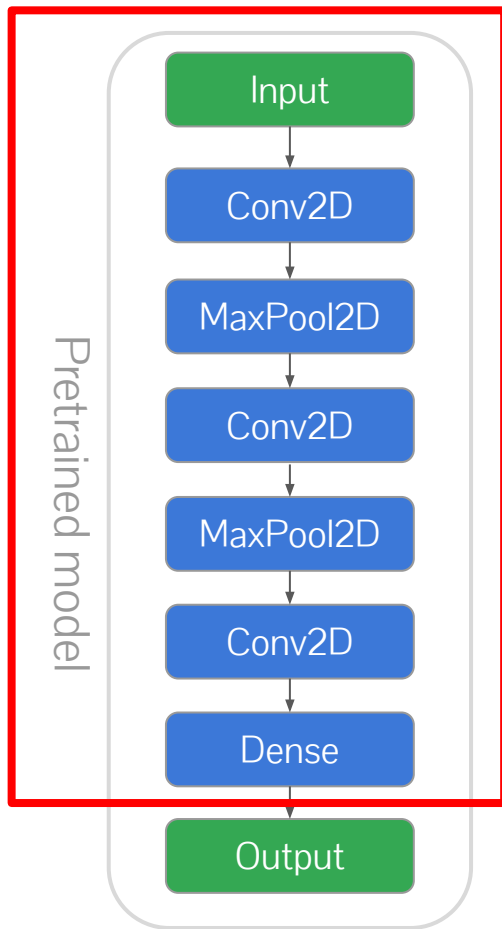 Input
Conv2D
MaxPool2D
Conv2D
MaxPool2D
Conv2D
Dense
Output
Pretrained model